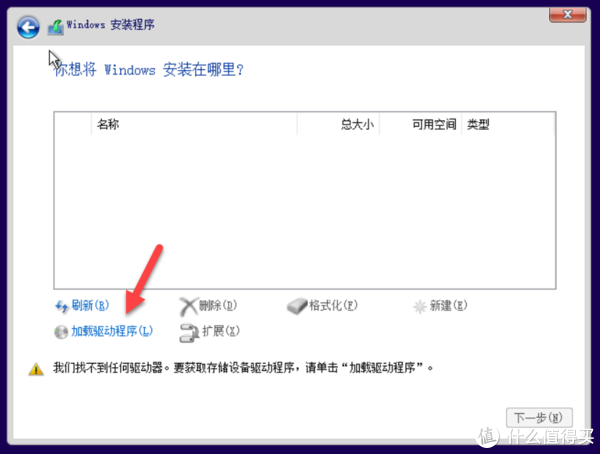 Windows 安装程序
你想将 Windows 安装在哪里?
名称 总大小 可用空间 类型
刷新(R) 删除(D) 格式化(F) 新建(E)
加载驱动程序(L) 扩展(X)
我们找不到任何驱动器。要获取存储设备驱动程序，请单击“加载驱动程序”。
下一步(N)
值 什么值得买